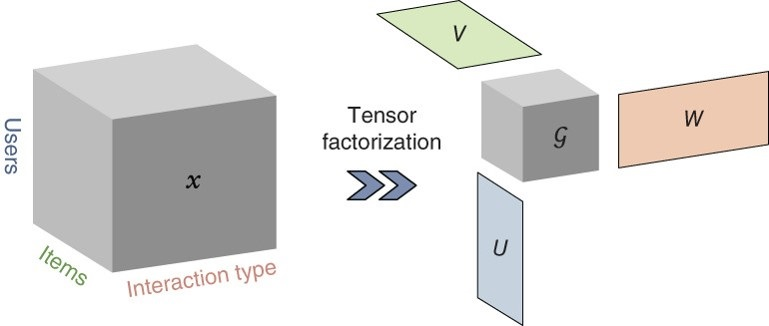 Users
Items
Interaction type
x
Tensor
factorization
V
G
W
U